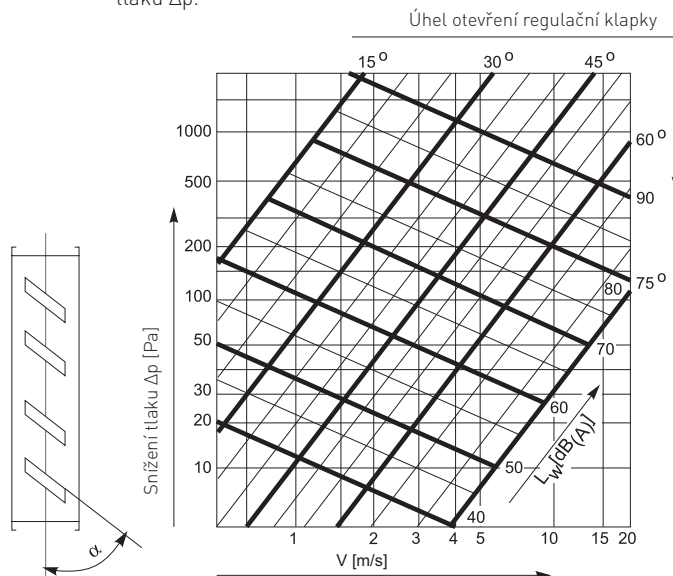 tlaku Δp.
Úhel otevření regulační klapky
15 o
30 o
45 o
60 o
1000
500
200
100
50
30
20
10
Snížení tlaku Δp [Pa]
90
75 o
80
70
60
50
40
Lw[dB(A)]
1
2
3
4
5
10
15
20
V [m/s]
α